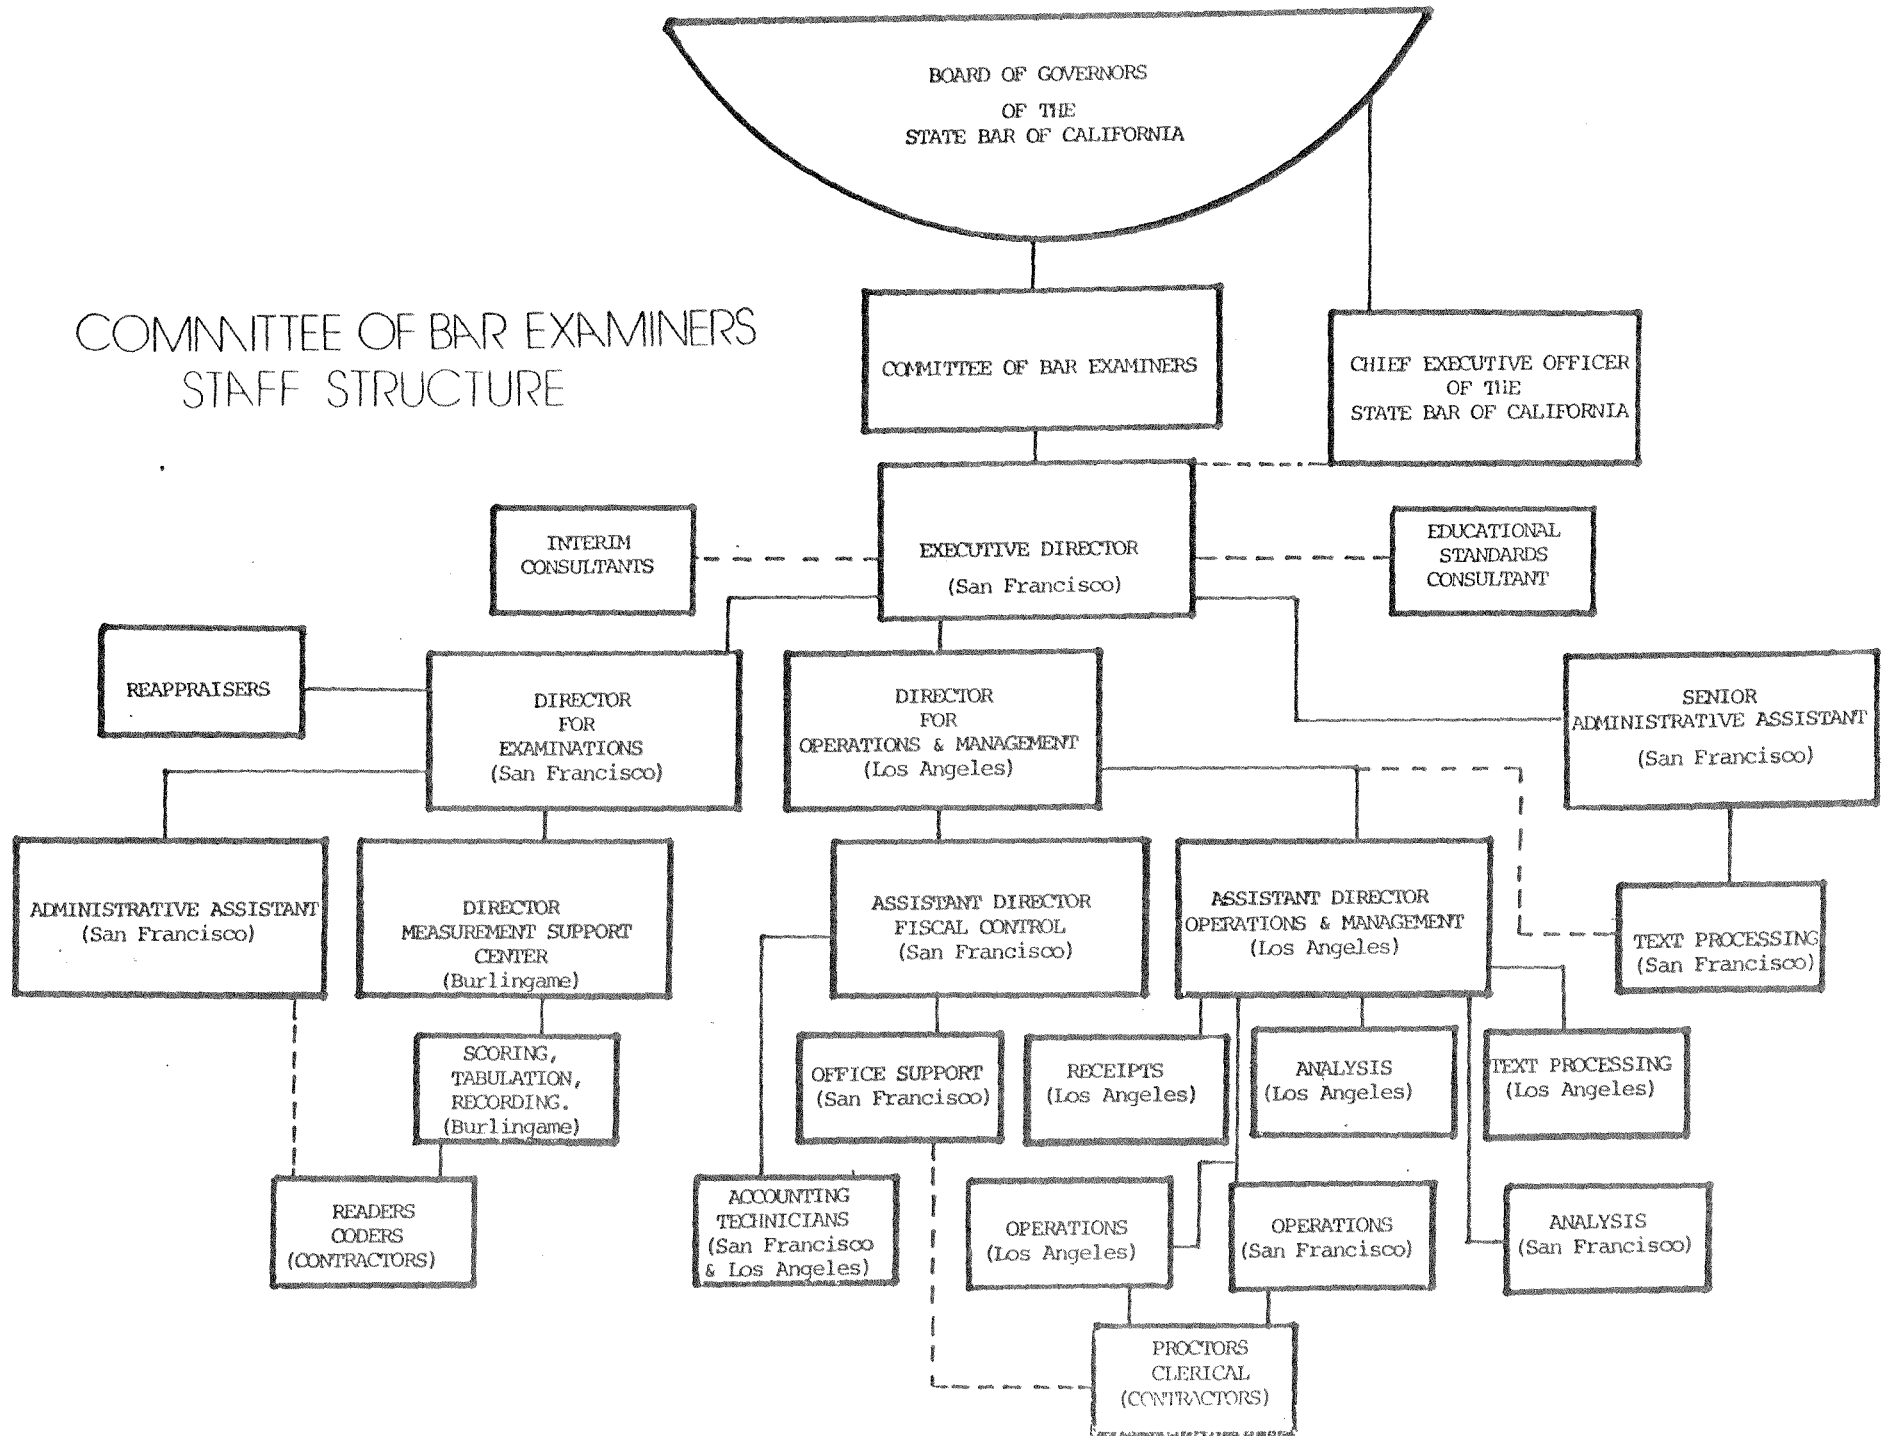 BOARD OF GOVERNORS
OF THE
STATE BAR OF CALIFORNIA
COMMITTEE OF BAR EXAMINERS
STAFF STRUCTURE
COMMITTEE OF BAR EXAMINERS
CHIEF EXECUTIVE OFFICER
OF THE
STATE BAR OF CALIFORNIA
INTERIM
CONSULTANTS
EXECUTIVE DIRECTOR
(San Francisco)
EDUCATIONAL
STANDARDS
CONSULTANT
REAPPRAISERS
DIRECTOR
FOR
EXAMINATIONS
(San Francisco)
DIRECTOR
FOR
OPERATIONS & MANAGEMENT
(Los Angeles)
SENIOR
ADMINISTRATIVE ASSISTANT
(San Francisco)
ADMINISTRATIVE ASSISTANT
(San Francisco)
DIRECTOR
MEASUREMENT SUPPORT
CENTER
(Burlingame)
ASSISTANT DIRECTOR
FISCAL CONTROL
(San Francisco)
ASSISTANT DIRECTOR
OPERATIONS & MANAGEMENT
(Los Angeles)
TEXT PROCESSING
(San Francisco)
SCORING,
TABULATION,
RECORDING.
(Burlingame)
OFFICE SUPPORT
(San Francisco)
RECEIPTS
(Los Angeles)
ANALYSIS
(Los Angeles)
TEXT PROCESSING
(Los Angeles)
READERS
CODERS
(CONTRACTORS)
ACCOUNTING
TECHNICIANS
(San Francisco
& Los Angeles)
OPERATIONS
(Los Angeles)
OPERATIONS
(San Francisco)
ANALYSIS
(San Francisco)
PROCTORS
CLERICAL
(CONTRACTORS)